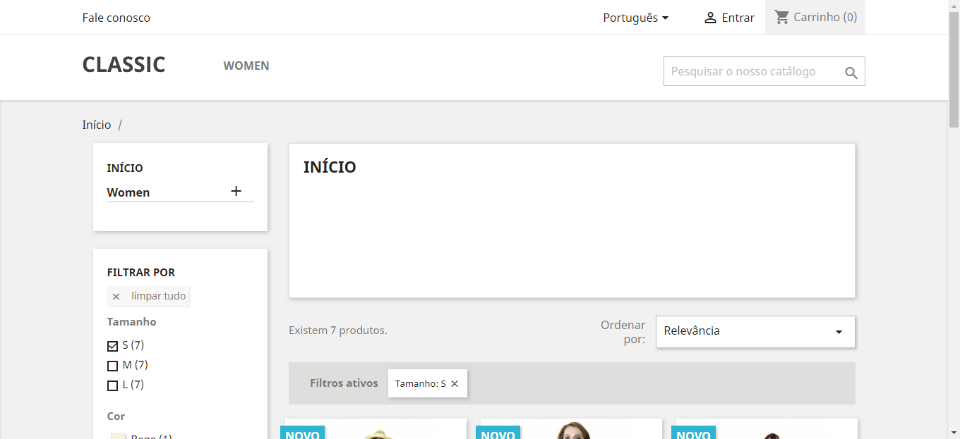 Fale conosco
Português
Entrar
Carrinho (0)
CLASSIC
WOMEN
Pesquisar o nosso catálogo
Início /
INÍCIO
Women
INÍCIO
FILTRAR POR
limpar tudo
Tamanho
S (7)
M (7)
L (7)
Cor
Bege (1)
Existem 7 produtos.
Ordenar
por:
Relevância
Filtros ativos
Tamanho: S
NOVO
NOVO
NOVO